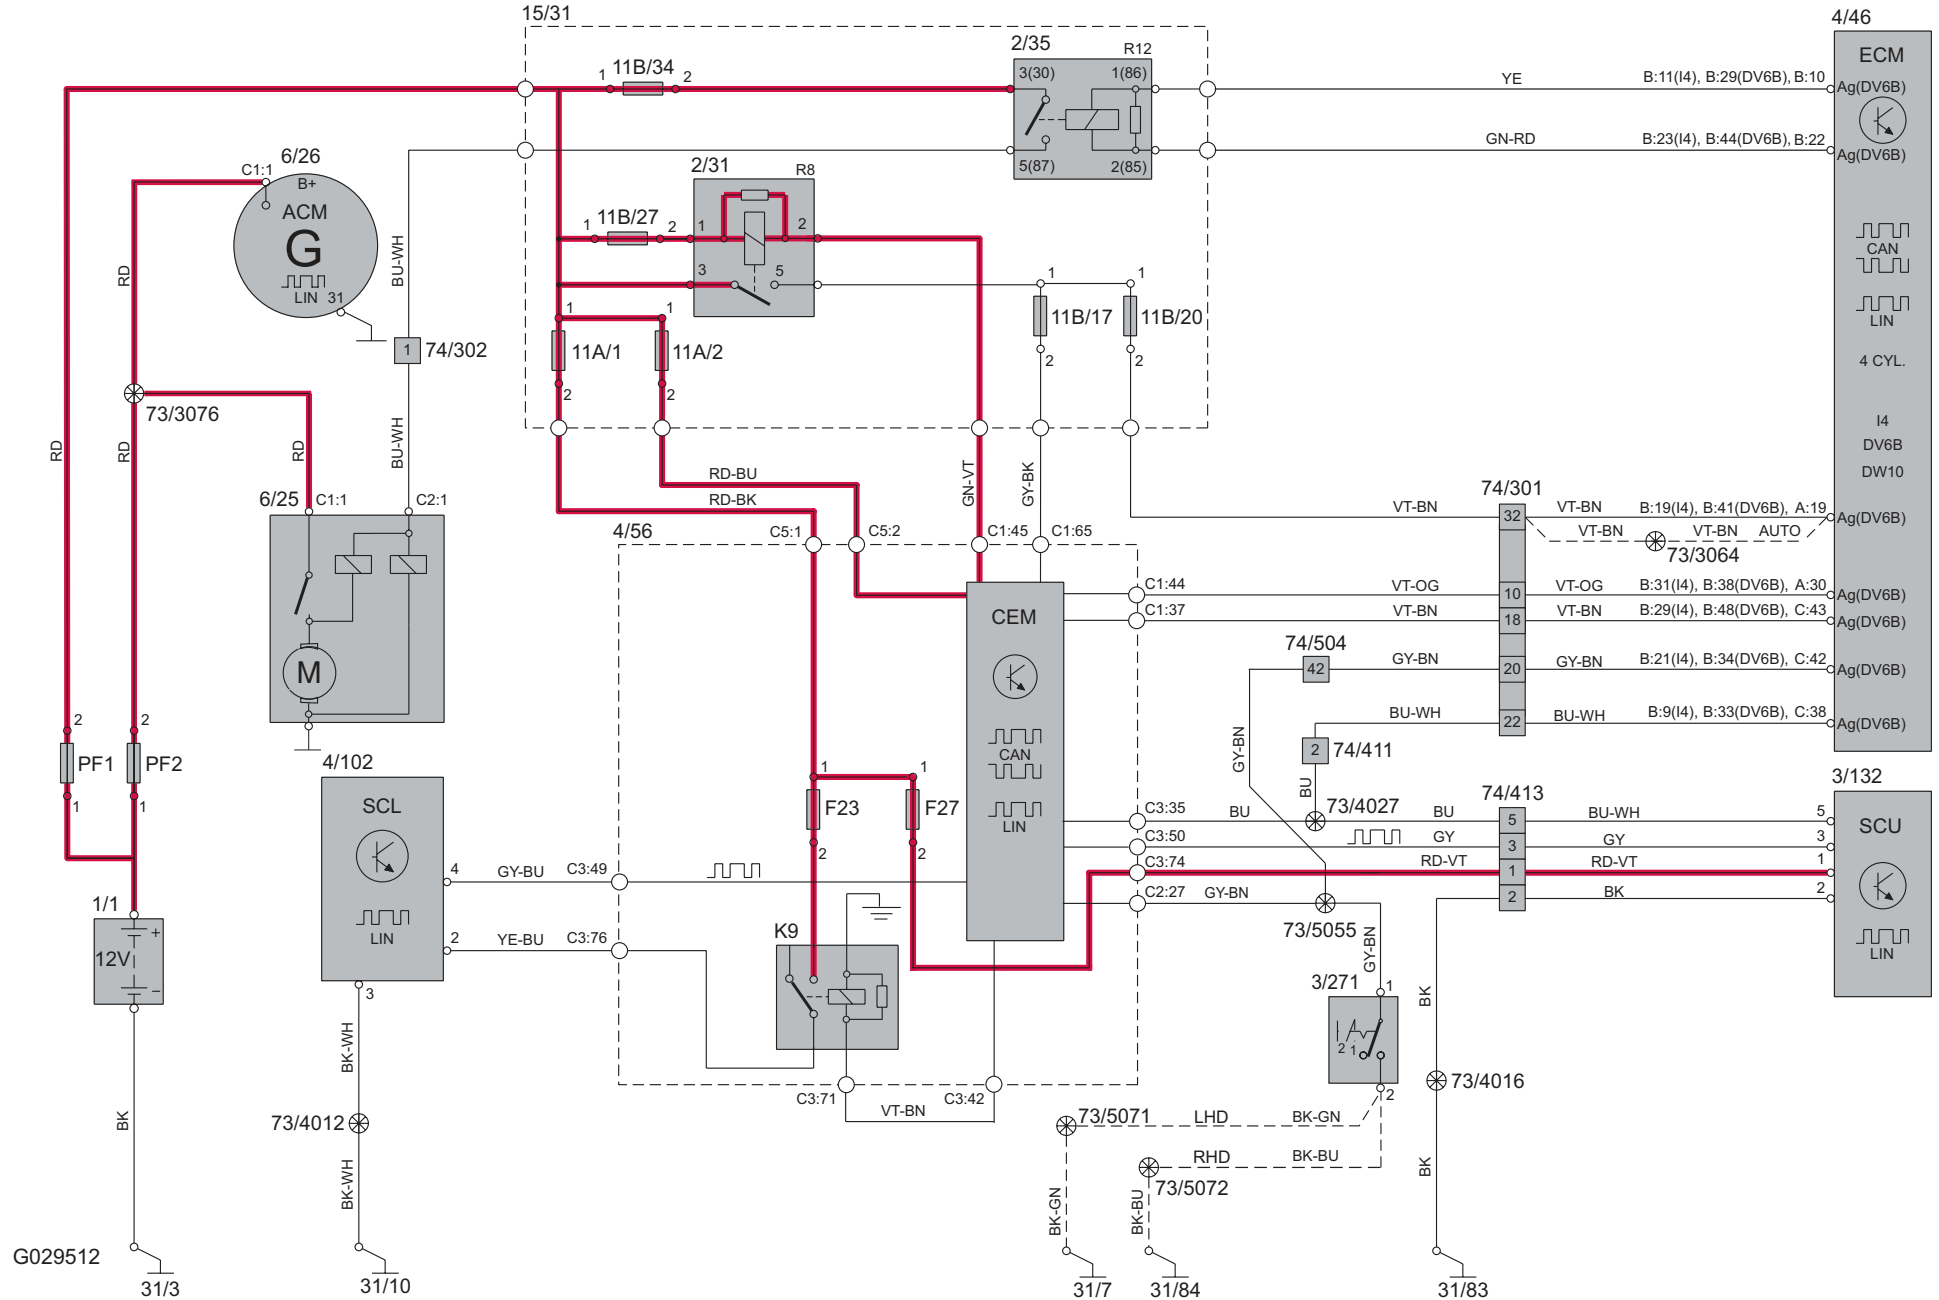 15/31
4/46
2/35
R12
ECM
11B/34
1
2
3(30)
1(86)
YE
B:11(I4), B:29(DV6B), B:10
Ag(DV6B)
GN-RD
B:23(I4), B:44(DV6B), B:22
Ag(DV6B)
5(87)
2(85)
6/26
C1:1
B+
ACM
G
LIN
31
2/31
R8
11B/27
1
2
1
2
3
5
CAN
LIN
4 CYL.
I4
DV6B
DW10
RD
BU-WH
1
74/302
1
1
11A/1
11A/2
2
2
1
1
11B/17
11B/20
2
2
73/3076
RD
RD
RD
BU-WH
RD-BU
RD-BK
GN-VT
GY-BK
6/25
C1:1
C2:1
M
4/56
C5:1
C5:2
C1:45
C1:65
74/301
VT-BN
32
VT-BN
B:19(I4), B:41(DV6B), A:19
Ag(DV6B)
VT-BN
VT-BN
AUTO
73/3064
C1:44
VT-OG
10
VT-OG
B:31(I4), B:38(DV6B), A:30
Ag(DV6B)
C1:37
VT-BN
18
VT-BN
B:29(I4), B:48(DV6B), C:43
Ag(DV6B)
CEM
CAN
LIN
74/504
42
GY-BN
20
GY-BN
B:21(I4), B:34(DV6B), C:42
Ag(DV6B)
BU-WH
22
BU-WH
B:9(I4), B:33(DV6B), C:38
Ag(DV6B)
GY-BN
2
74/411
BU
2
2
PF1
PF2
1
1
4/102
SCL
LIN
4
GY-BU
C3:49
2
YE-BU
C3:76
3
1
1
F23
F27
2
2
K9
3/132
SCU
LIN
74/413
C3:35
BU
73/4027
BU
5
BU-WH
5
C3:50
GY
3
GY
3
C3:74
RD-VT
1
RD-VT
1
C2:27
GY-BN
2
BK
2
73/5055
GY-BN
1/1
12V
+
−
3/271
1
2
1
2
BK
BK-WH
73/4012
BK-WH
BK
C3:71
C3:42
VT-BN
73/5071
LHD
BK-GN
RHD
BK-BU
73/5072
BK-GN
BK-BU
73/4016
BK
G029512
31/3
31/10
31/7
31/84
31/83